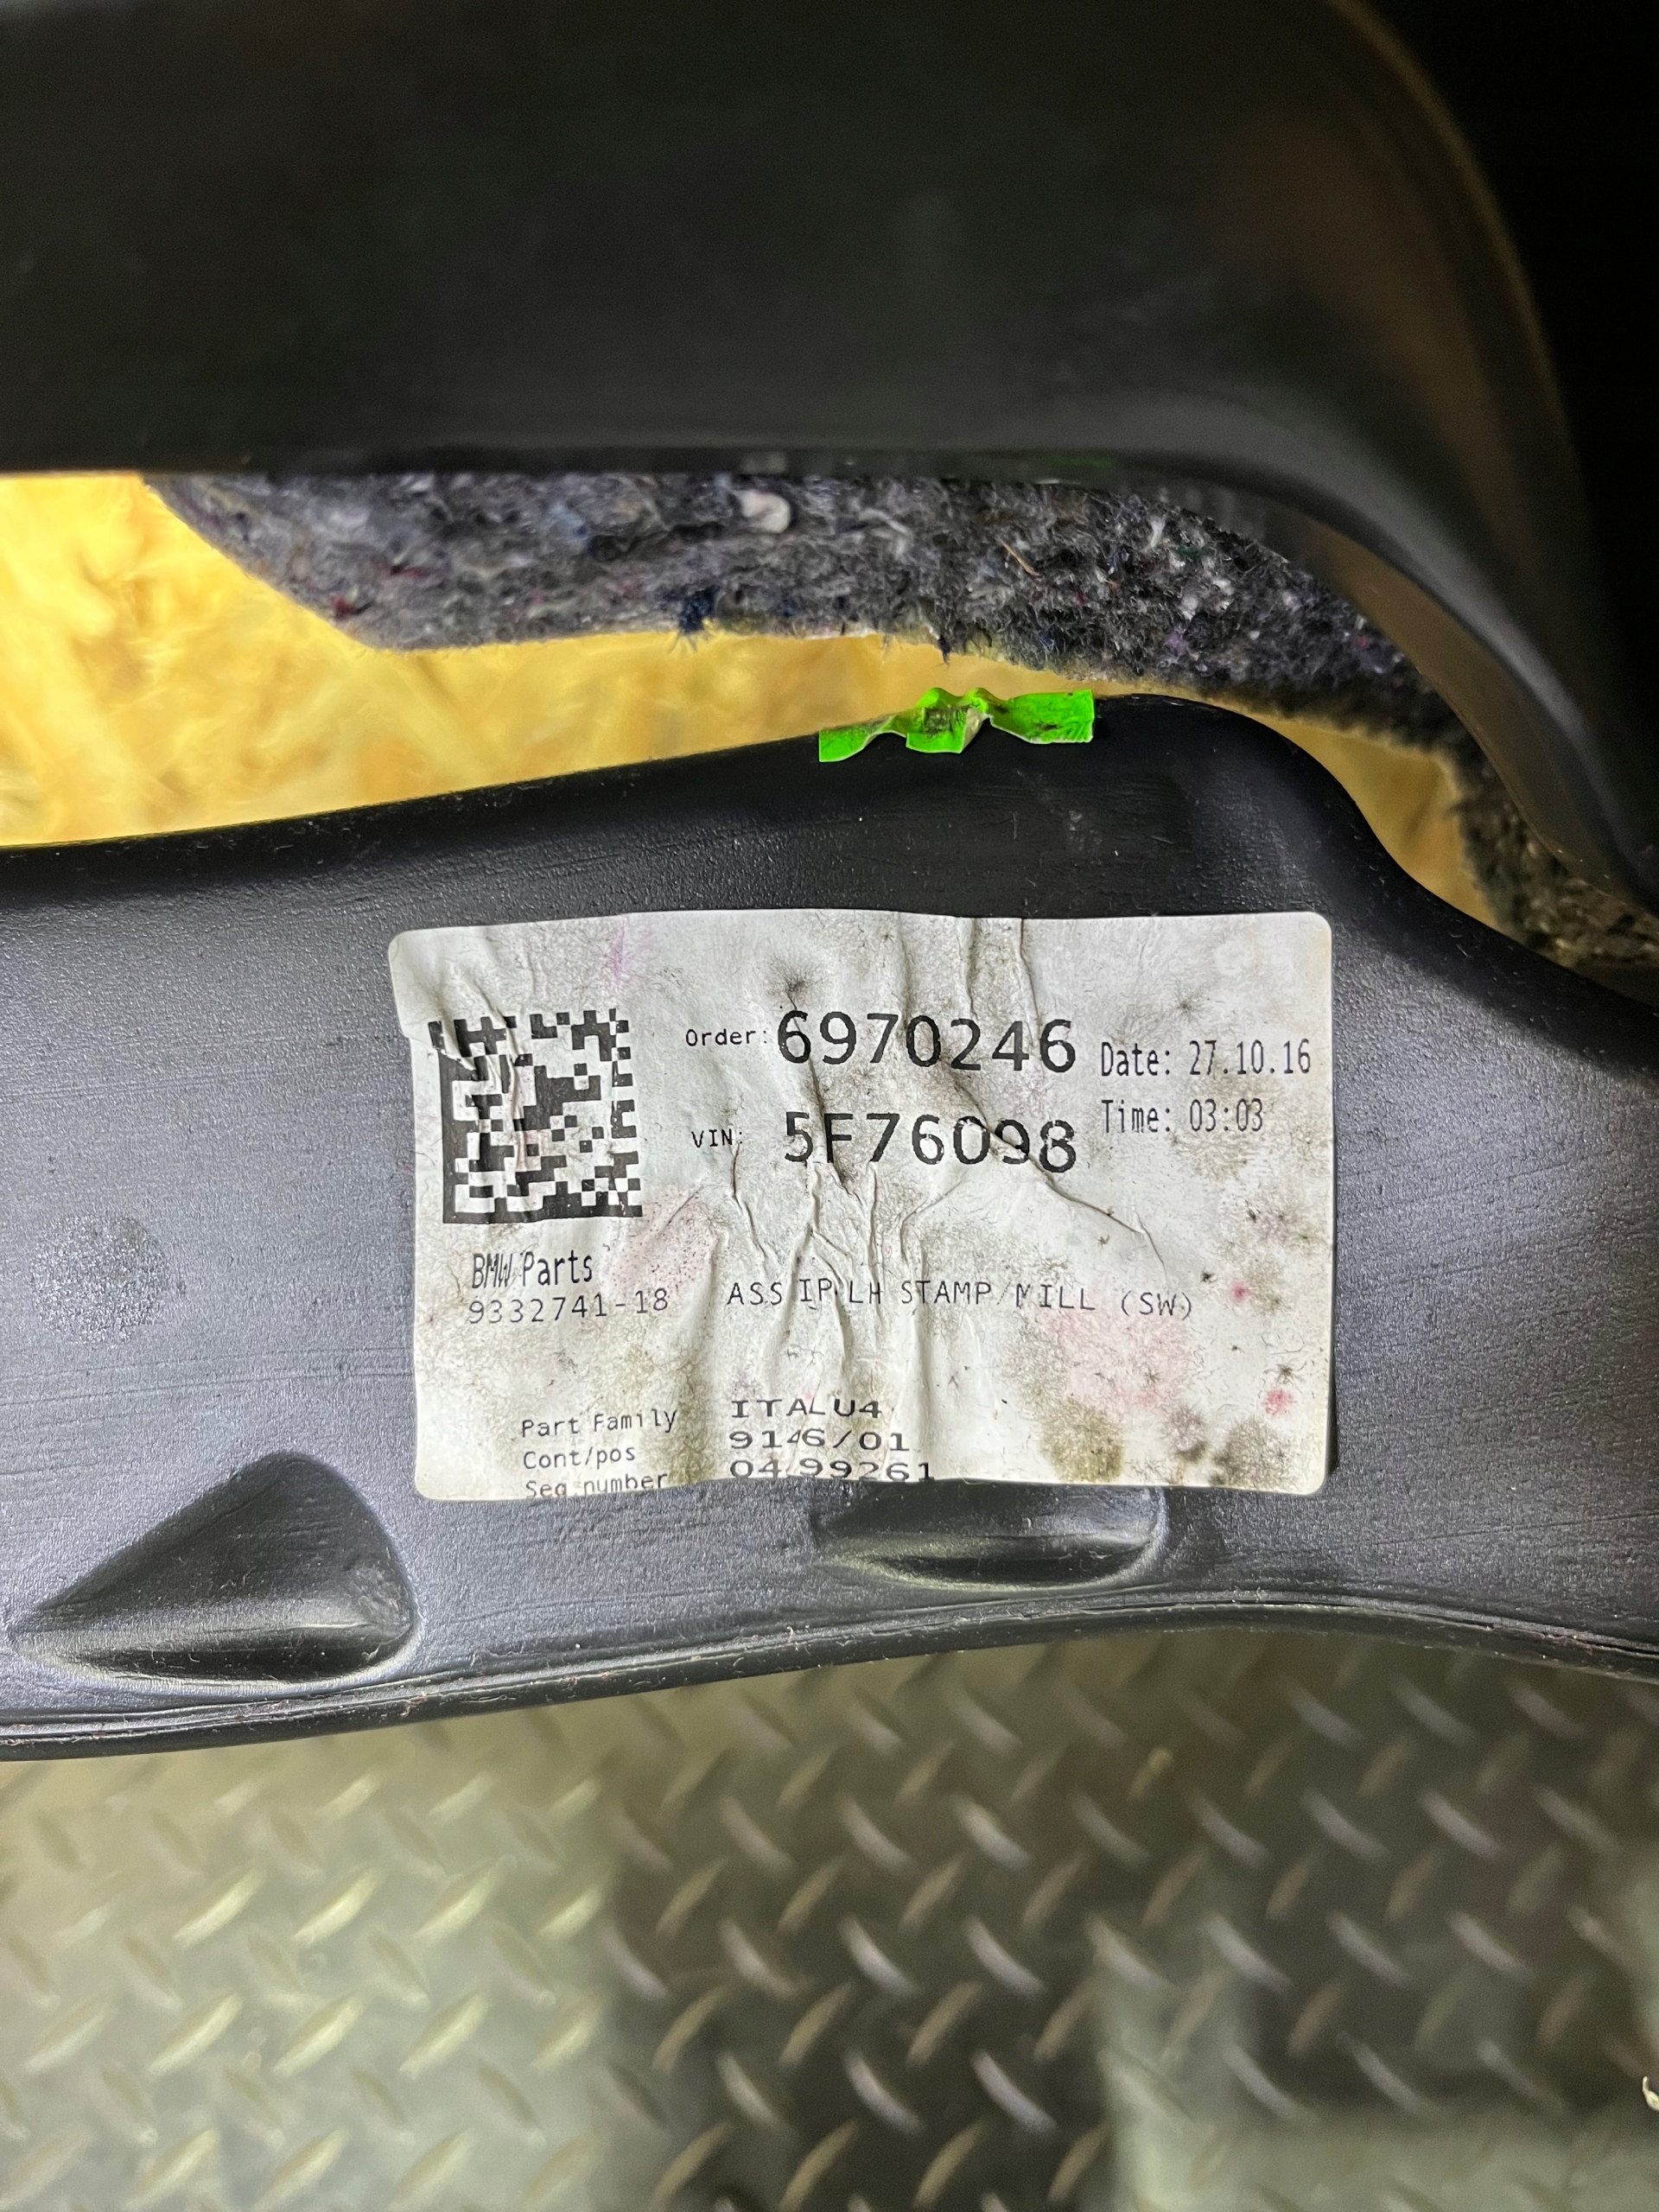 Order: 6970246
Date: 27.10.16
VIN: 5F76098
Time: 03:03
BMW Parts
9332741-18 ASS IP LH STAMP/MILL (SW)
Part Family ITALU4
Cont/pos 9146/01
Seq number 0499261